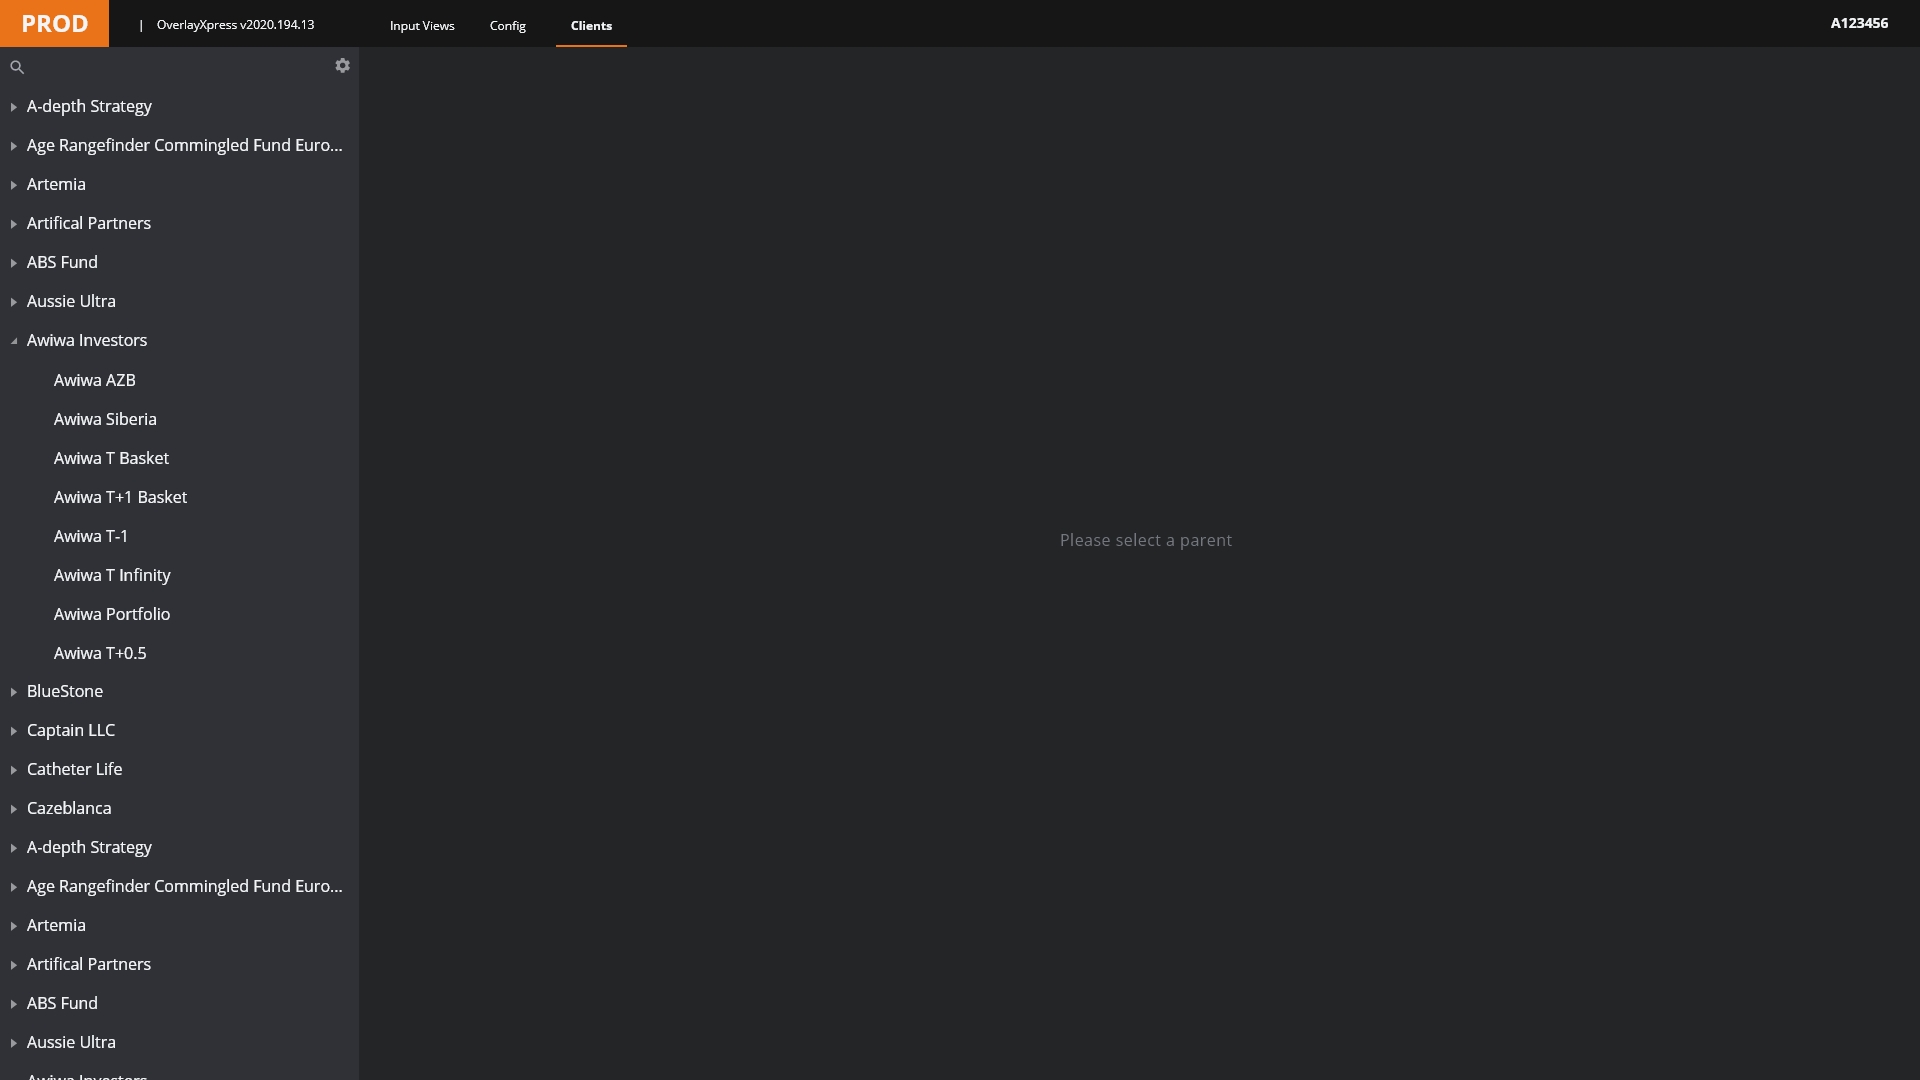 PROD
| OverlayXpress v2020.194.13
Input Views
Config
Clients
A123456
A-depth Strategy
Age Rangefinder Commingled Fund Euro...
Artemia
Artifical Partners
ABS Fund
Aussie Ultra
Awiwa Investors
Awiwa AZB
Awiwa Siberia
Awiwa T Basket
Awiwa T+1 Basket
Awiwa T-1
Awiwa T Infinity
Awiwa Portfolio
Awiwa T+0.5
BlueStone
Captain LLC
Catheter Life
Cazeblanca
A-depth Strategy
Age Rangefinder Commingled Fund Euro...
Artemia
Artifical Partners
ABS Fund
Aussie Ultra
Awiwa Investors
Please select a parent